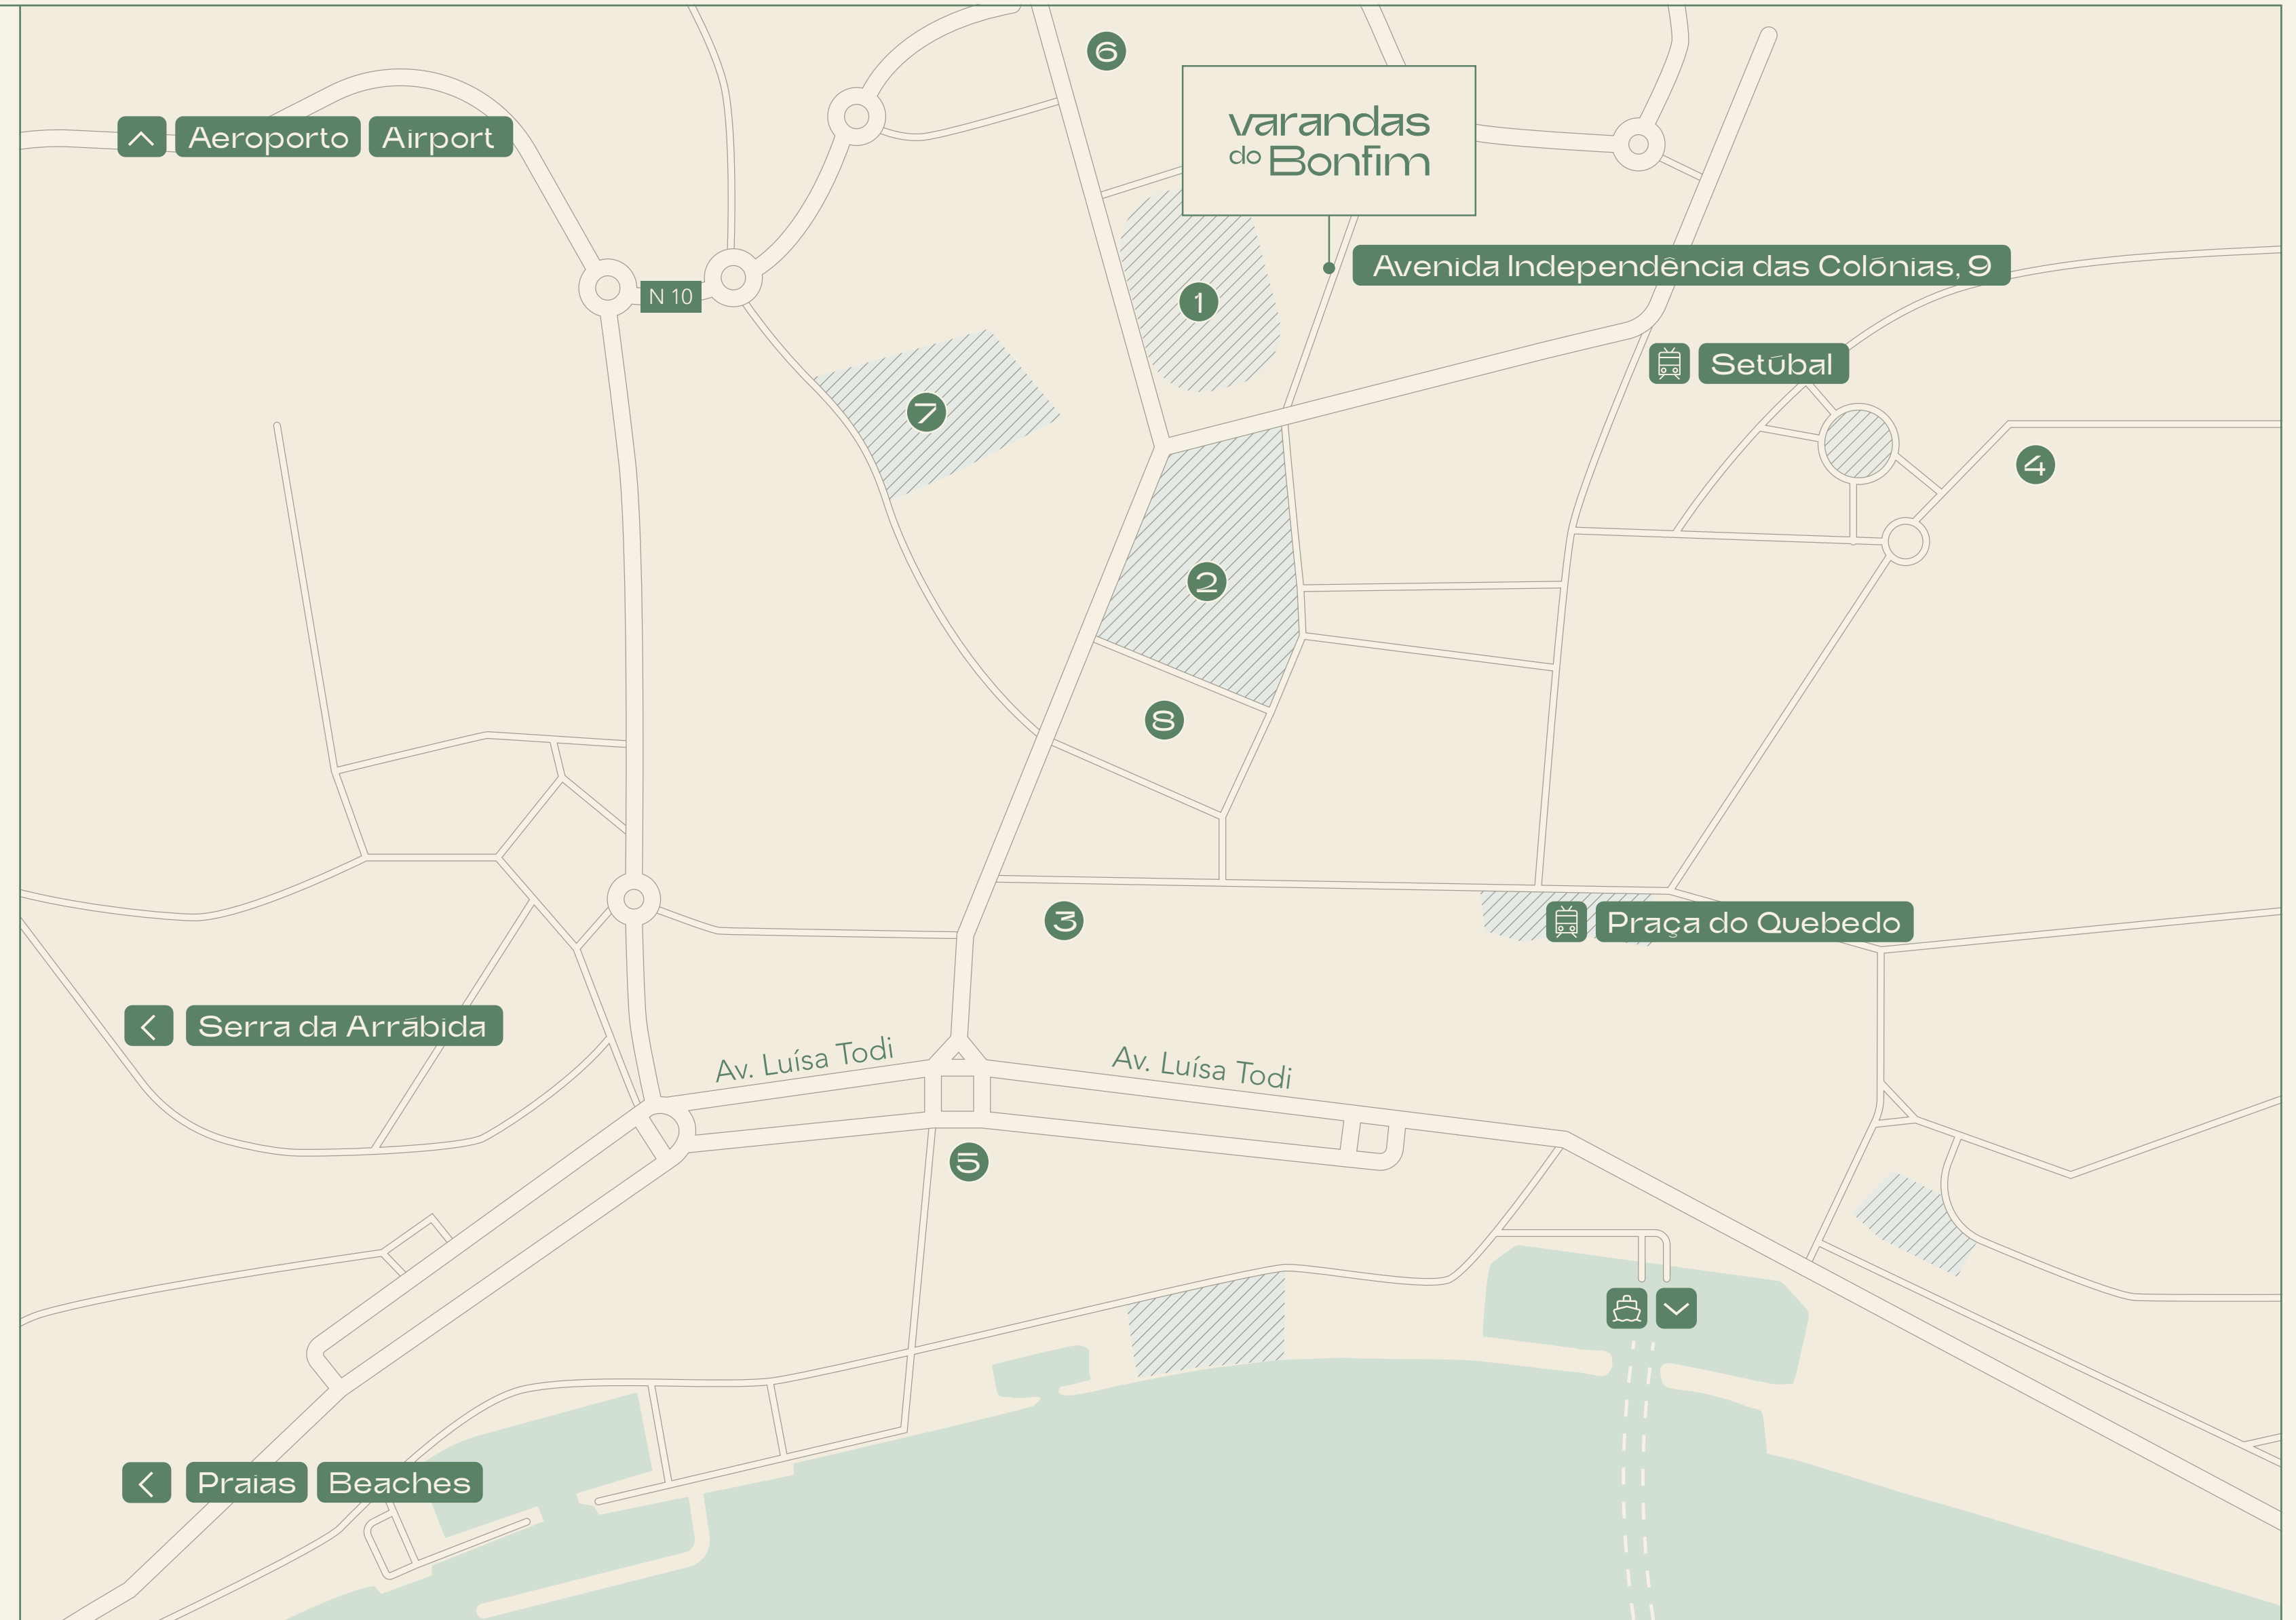 6
varandas
do Bonfim
Aeroporto Airport
Avenida Independência das Colónias, 9
N 10
1
Setúbal
7
4
2
8
3
Praça do Quebedo
Serra da Arrábida
Av. Luísa Todi
Av. Luísa Todi
5
Praias Beaches